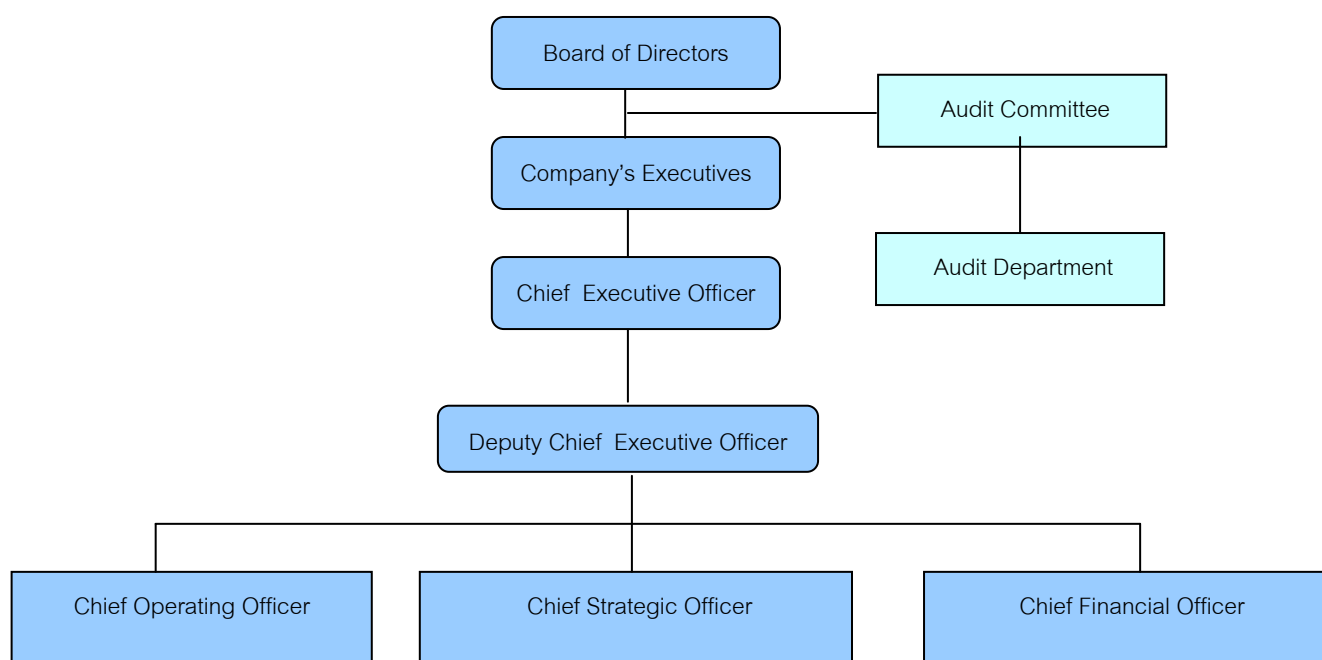 Board of Directors
Audit Committee
Company’s Executives
Audit Department
Chief  Executive Officer
Deputy Chief  Executive Officer
Chief Operating Officer
Chief Strategic Officer
Chief Financial Officer